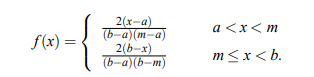 f(x) = { 2(x−a) / (b−a)(m−a)    a < x < m
2(b−x) / (b−a)(b−m)    m ≤ x < b.